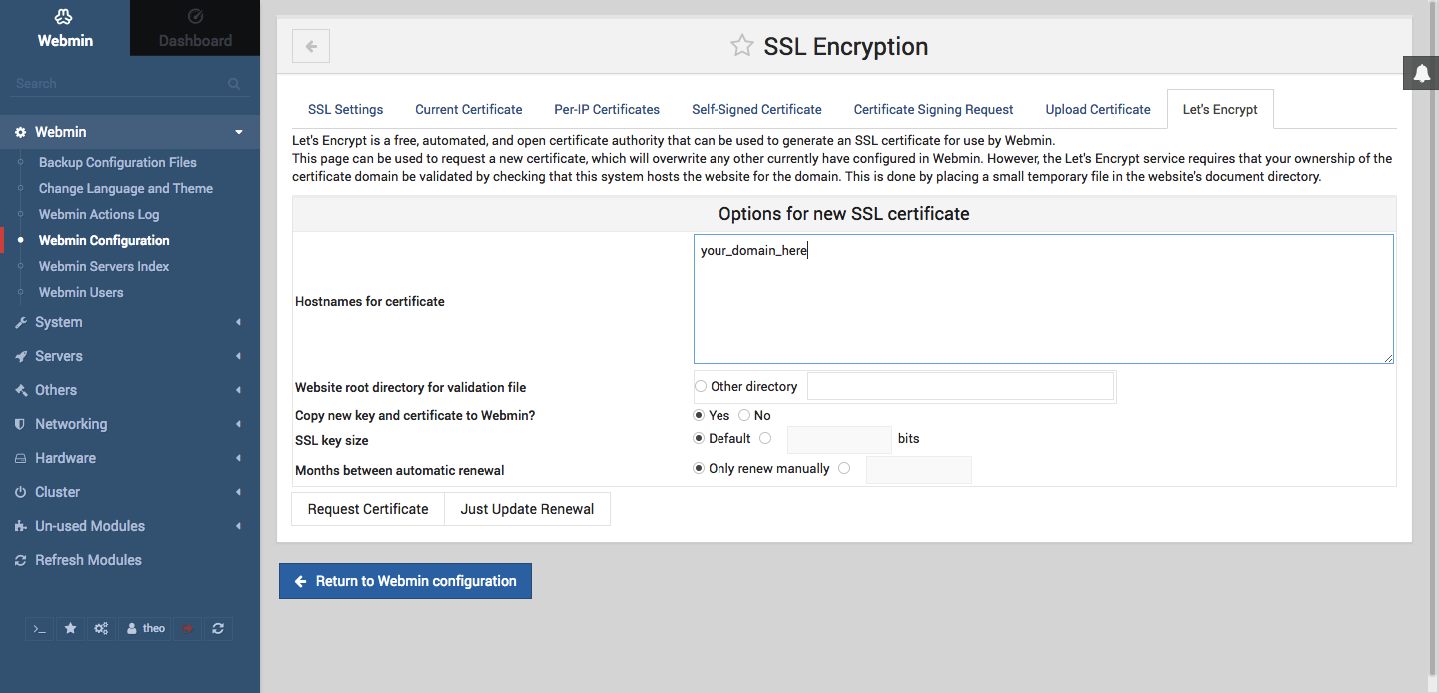 Webmin
Dashboard
Search
Webmin
Backup Configuration Files
Change Language and Theme
Webmin Actions Log
Webmin Configuration
Webmin Servers Index
Webmin Users
System
Servers
Others
Networking
Hardware
Cluster
Un-used Modules
Refresh Modules
>_
theo
SSL Encryption
SSL Settings Current Certificate Per-IP Certificates Self-Signed Certificate Certificate Signing Request Upload Certificate Let's Encrypt
Let's Encrypt is a free, automated, and open certificate authority that can be used to generate an SSL certificate for use by Webmin.
This page can be used to request a new certificate, which will overwrite any other currently have configured in Webmin. However, the Let's Encrypt service requires that your ownership of the
certificate domain be validated by checking that this system hosts the website for the domain. This is done by placing a small temporary file in the website's document directory.
Options for new SSL certificate
Hostnames for certificate
your_domain_here
Website root directory for validation file Other directory
Copy new key and certificate to Webmin? Yes No
SSL key size Default bits
Months between automatic renewal Only renew manually
Request Certificate Just Update Renewal
Return to Webmin configuration